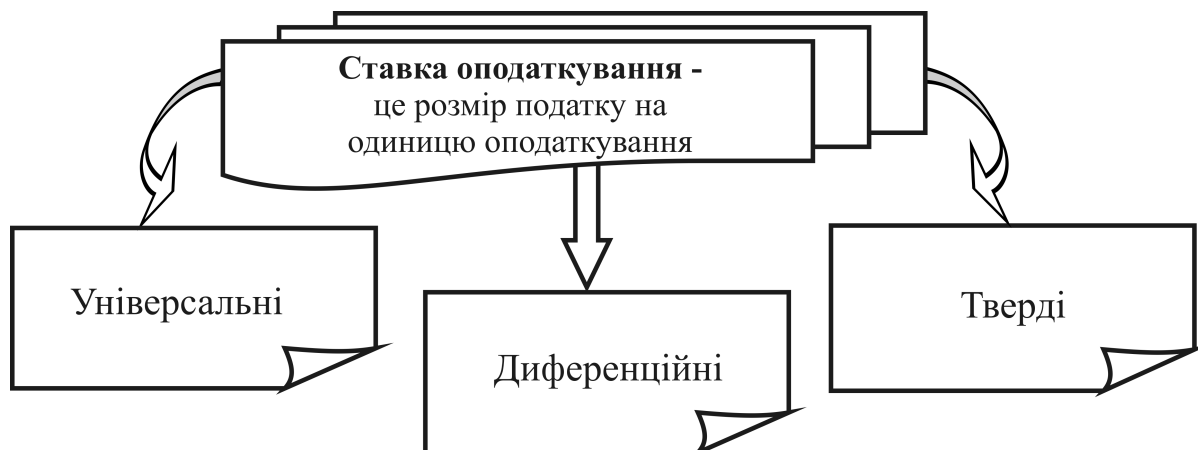 Ставка оподаткування -
це розмір податку на
одиницю оподаткування
Універсальні
Диференційні
Тверді